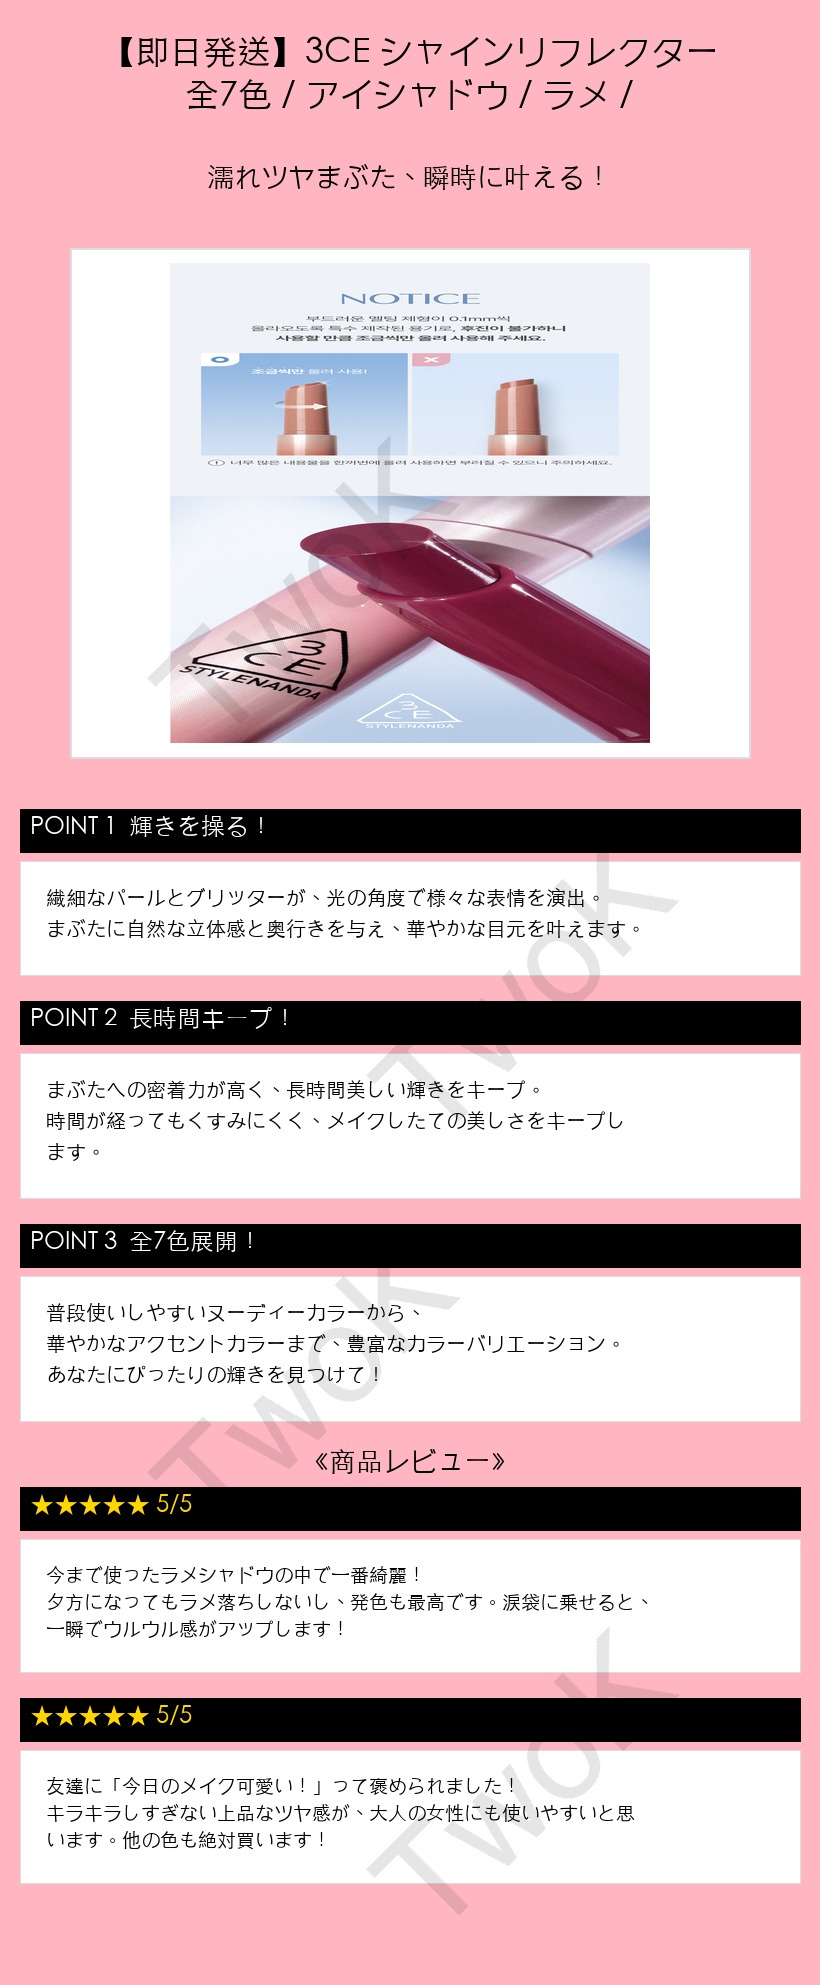 【即日発送】3CE シャインリフレクター
全7色 / アイシャドウ / ラメ /
濡れツヤまぶた、瞬時に叶える！
NOTICE
부드러운 멜팅 제형이 0.1mm씩
올라오도록 특수 제작된 용기로, 후진이 불가하니
사용할 만큼 조금씩만 올려 사용해 주세요.
조금씩만 올려 사용!
너무 많은 내용물을 한꺼번에 올려 사용하면 부러질 수 있으니 주의하세요.
3
CE
STYLENANDA
3
CE
STYLENANDA
TwoK
POINT 1 輝きを操る！
繊細なパールとグリッターが、光の角度で様々な表情を演出。
まぶたに自然な立体感と奥行きを与え、華やかな目元を叶えます。
TwoK
POINT 2 長時間キープ！
まぶたへの密着力が高く、長時間美しい輝きをキープ。
時間が経ってもくすみにくく、メイクしたての美しさをキープし
ます。
POINT 3 全7色展開！
普段使いしやすいヌーディーカラーから、
華やかなアクセントカラーまで、豊富なカラーバリエーション。
あなたにぴったりの輝きを見つけて！
TwoK
《商品レビュー》
★★★★★ 5/5
今まで使ったラメシャドウの中で一番綺麗！
夕方になってもラメ落ちしないし、発色も最高です。涙袋に乗せると、
一瞬でウルウル感がアップします！
★★★★★ 5/5
友達に「今日のメイク可愛い！」って褒められました！
キラキラしすぎない上品なツヤ感が、大人の女性にも使いやすいと思
います。他の色も絶対買います！
TwoK